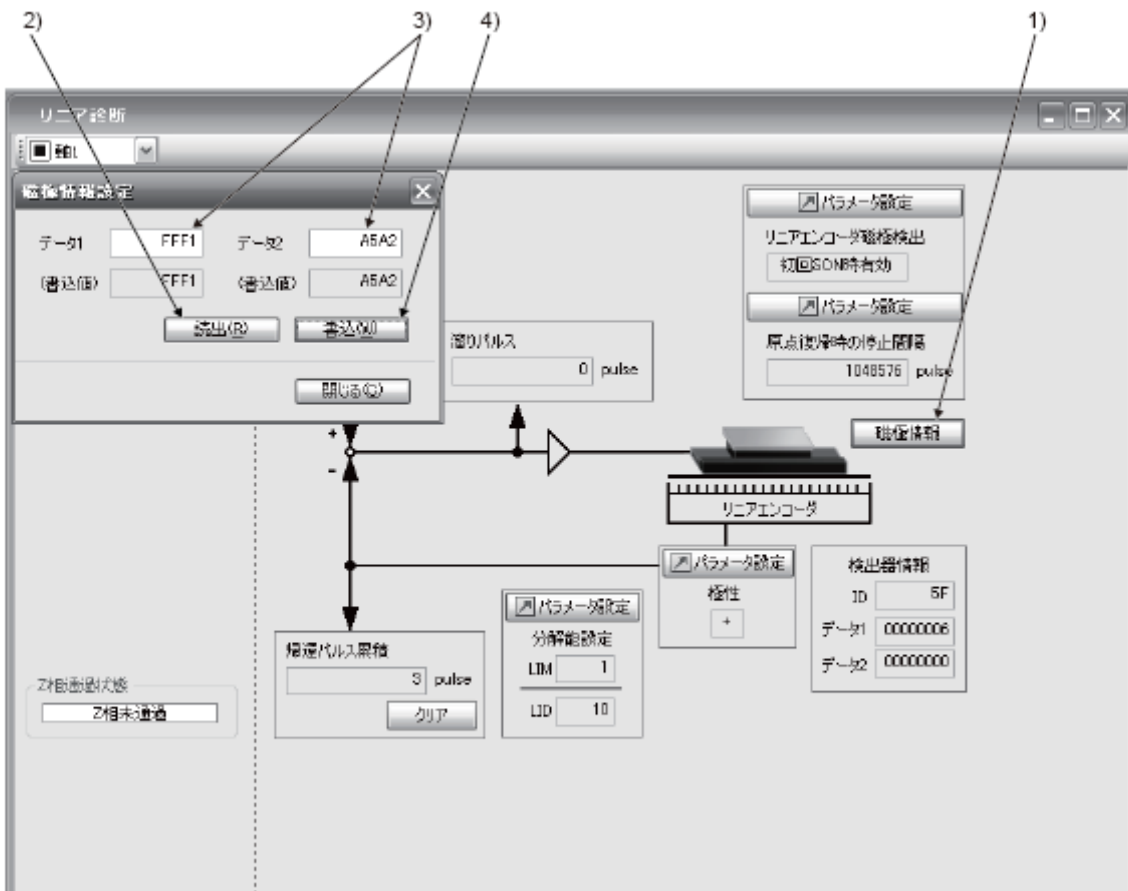 2)
3)
4)
1)
リニア診断
軸1
磁極情報設定
データ1 FFF1 データ2 A5A2
(書込値) FFF1 (書込値) A5A2
読出(R) 書込(W)
閉じる(C)
パラメータ設定
リニアエンコーダ磁極検出
初回SON時有効
パラメータ設定
原点復帰時の停止間隔
1048576 pulse
磁極情報
溜りパルス
0 pulse
+
-
リニアエンコーダ
パラメータ設定
極性
+
検出器情報
ID 5F
データ1 00000006
データ2 00000000
パラメータ設定
分解能設定
LIM 1
LID 10
帰還パルス累積
3 pulse
クリア
Z相通過状態
Z相未通過